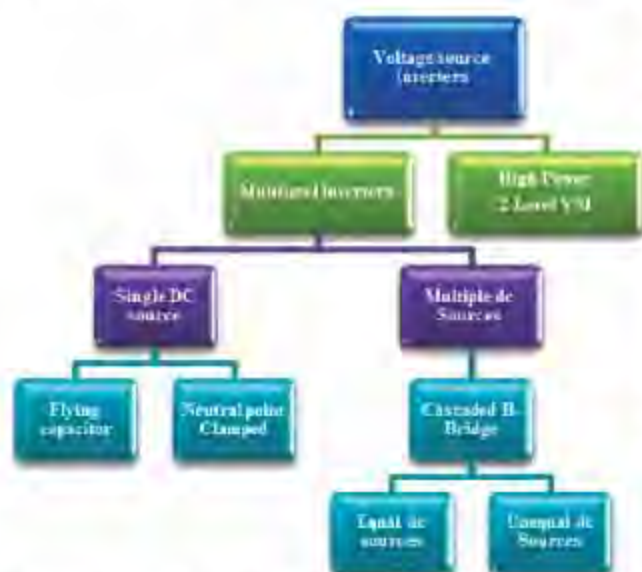 Voltage source
Inverters
Multilevel inverters
High Power
2-Level VSI
Single DC
source
Multiple dc
Sources
Flying
capacitor
Neutral point
Clamped
Cascaded H-
Bridge
Equal dc
sources
Unequal dc
Sources